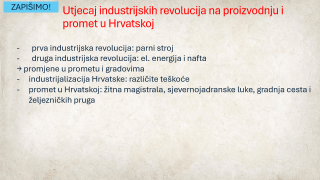 ZAPIŠIMO!
Utjecaj industrijskih revolucija na proizvodnju i
promet u Hrvatskoj
- prva industrijska revolucija: parni stroj
- druga industrijska revolucija: el. energija i nafta
→ promjene u prometu i gradovima
- industrijalizacija Hrvatske: različite teškoće
- promet u Hrvatskoj: žitna magistrala, sjevernojadranske luke, gradnja cesta i
željezničkih pruga